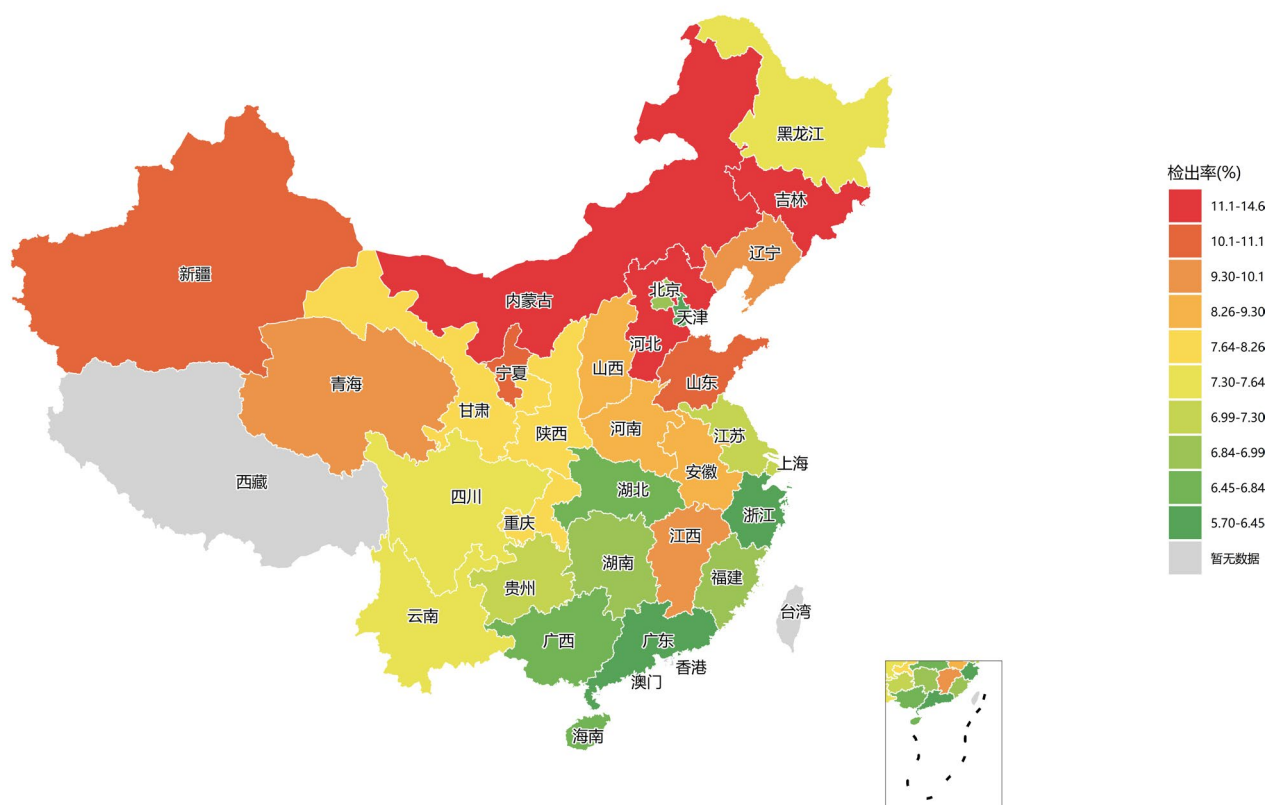 黑龙江
吉林
辽宁
新疆
内蒙古
北京
天津
河北
山西
宁夏
青海
山东
甘肃
河南
陕西
江苏
上海
安徽
西藏
四川
湖北
重庆
浙江
江西
湖南
福建
贵州
云南
台湾
广西
广东
香港
澳门
海南
检出率(%)
11.1-14.6
10.1-11.1
9.30-10.1
8.26-9.30
7.64-8.26
7.30-7.64
6.99-7.30
6.84-6.99
6.45-6.84
5.70-6.45
暂无数据